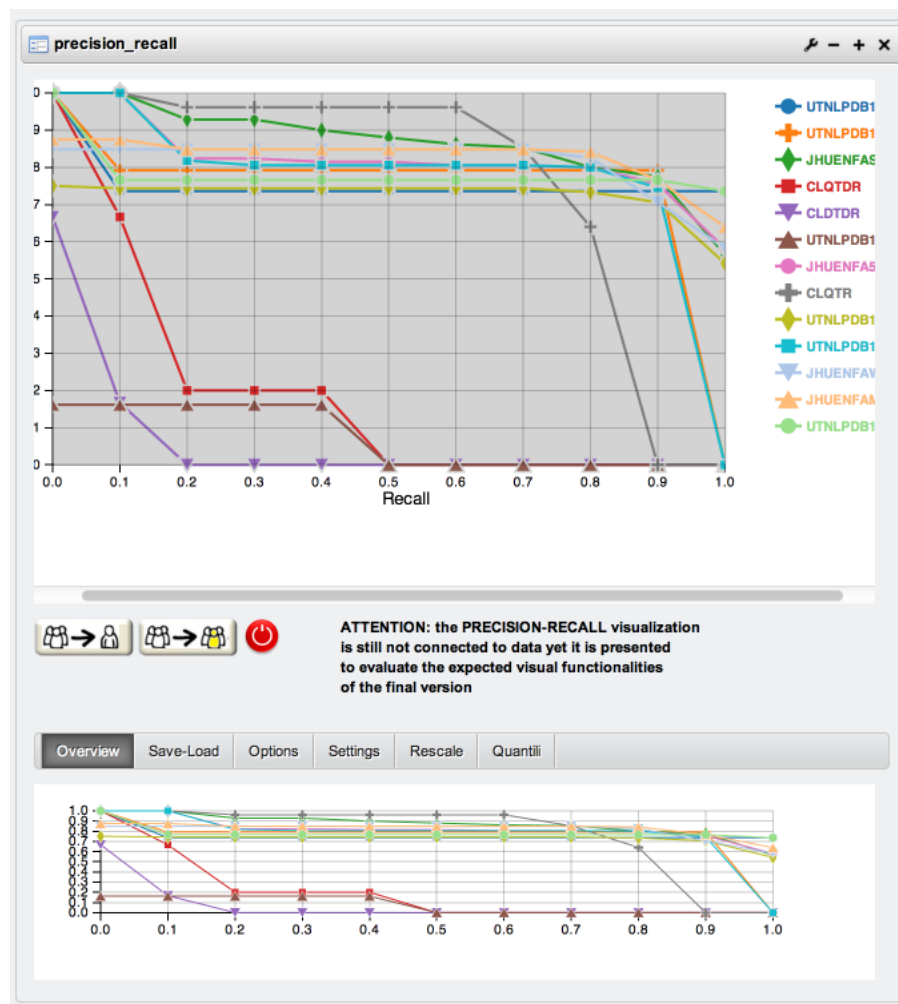 precision_recall
0
9
8
7
6
5
4
3
2
1
0
0.0 0.1 0.2 0.3 0.4 0.5 0.6 0.7 0.8 0.9 1.0
Recall
UTNLPDB1
UTNLPDB1
JHUENFAS
CLQTDR
CLDTDR
UTNLPDB1
JHUENFA5
CLQTR
UTNLPDB1
UTNLPDB1
JHUENFAW
JHUENFAM
UTNLPDB1
ATTENTION: the PRECISION-RECALL visualization
is still not connected to data yet it is presented
to evaluate the expected visual functionalities
of the final version
Overview Save-Load Options Settings Rescale Quantili
1.0
0.9
0.8
0.7
0.6
0.5
0.4
0.3
0.2
0.1
0.0
0.0 0.1 0.2 0.3 0.4 0.5 0.6 0.7 0.8 0.9 1.0